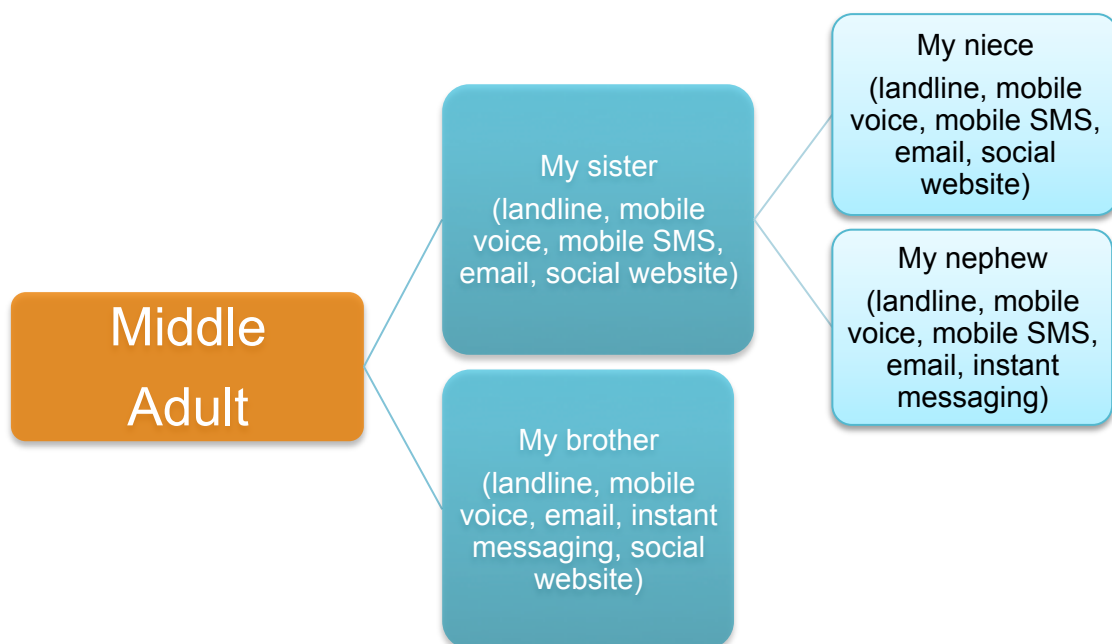 Middle
Adult
My sister
(landline, mobile
voice, mobile SMS,
email, social website)
My brother
(landline, mobile
voice, email, instant
messaging, social
website)
My niece
(landline, mobile
voice, mobile SMS,
email, social
website)
My nephew
(landline, mobile
voice, mobile SMS,
email, instant
messaging)